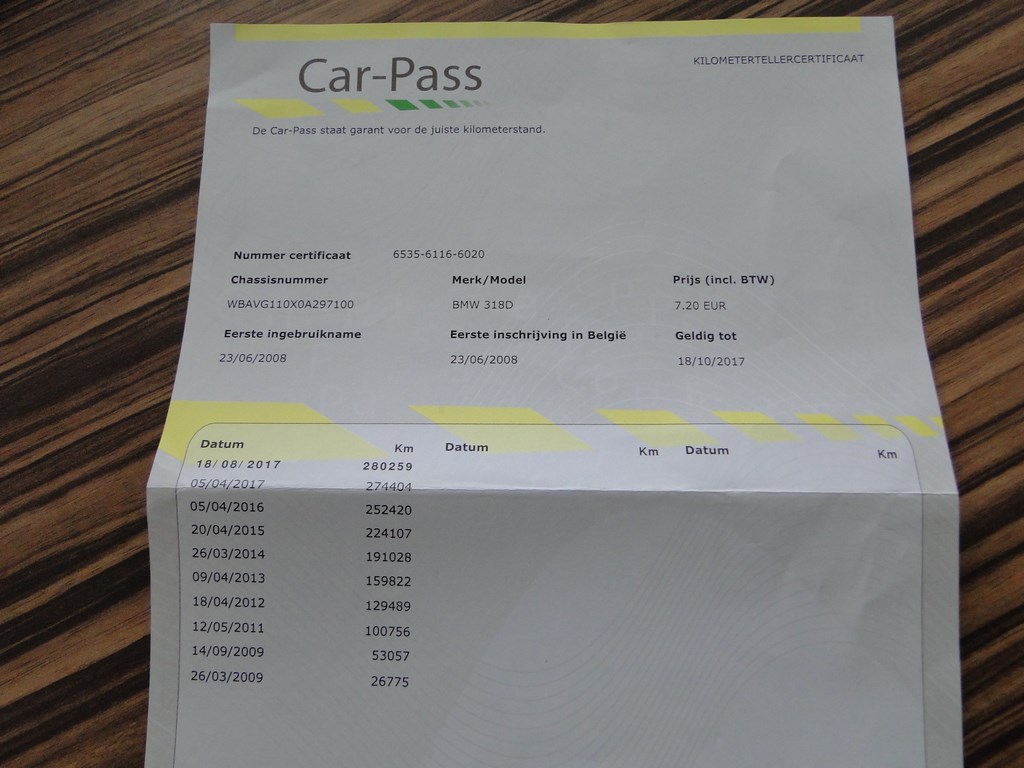 Car-Pass
KILOMETERTELLERCERTIFICAAT
De Car-Pass staat garant voor de juiste kilometerstand.
Nummer certificaat 6535-6116-6020
Chassisnummer Merk/Model Prijs (incl. BTW)
WBAVG110X0A297100 BMW 318D 7.20 EUR
Eerste ingebruikname Eerste inschrijving in België Geldig tot
23/06/2008 23/06/2008 18/10/2017
Datum Km Datum Km Datum Km
18/08/2017 280259
05/04/2017 274404
05/04/2016 252420
20/04/2015 224107
26/03/2014 191028
09/04/2013 159822
18/04/2012 129489
12/05/2011 100756
14/09/2009 53057
26/03/2009 26775